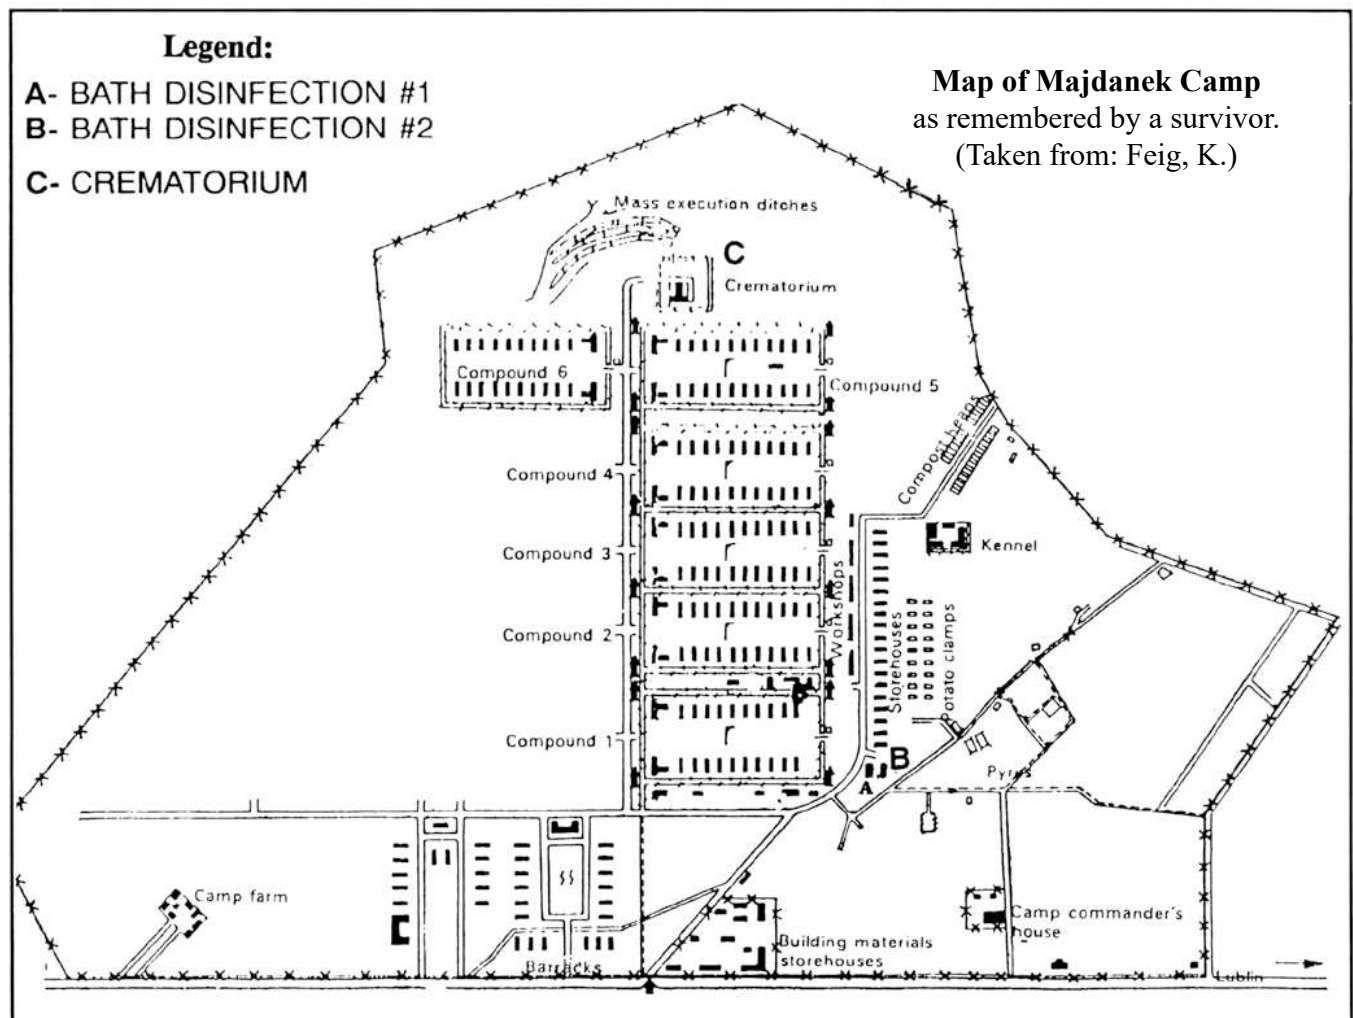 Legend:
A- BATH DISINFECTION #1
B- BATH DISINFECTION #2
C- CREMATORIUM
Map of Majdanek Camp
as remembered by a survivor.
(Taken from: Feig, K.)
Mass execution ditches
C
Crematorium
Compound 6
Compound 5
Compost heaps
Compound 4
Kennel
Compound 3
Workshops
Storehouses
Potato clamps
Compound 2
Compound 1
B
A
Pyrys
Camp farm
Camp commander's
house
Building materials
storehouses
Barracks
Lublin